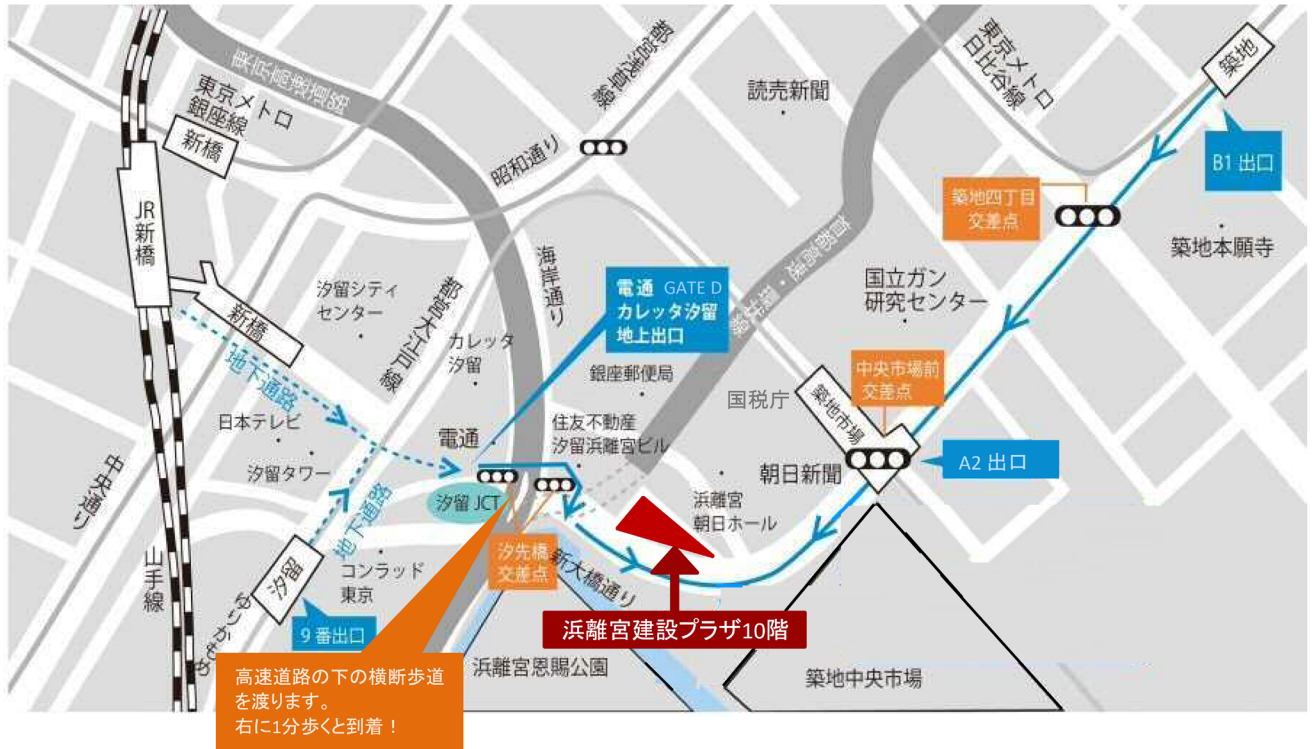 東京高速道路
都営浅草線
東京メトロ
日比谷線
築地
読売新聞
東京メトロ
銀座線
新橋
昭和通り
B1 出口
築地四丁目
交差点
JR新橋
築地本願寺
海岸通り
首都高速・環状線
国立ガン
研究センター
汐留シティ
センター
都営大江戸線
電通 GATE D
カレッタ汐留
地上出口
新橋
カレッタ
汐留
地下通路
銀座郵便局
中央市場前
交差点
国税庁
築地市場
日本テレビ
電通
住友不動産
汐留浜離宮ビル
汐留タワー
朝日新聞
A2 出口
中央通り
汐留 JCT
浜離宮
朝日ホール
地下通路
汐先橋
交差点
新大橋通り
山手線
汐留
コンラッド
東京
ゆりかもめ
9 番出口
浜離宮建設プラザ10階
高速道路の下の横断歩道
を渡ります。
右に1分歩くと到着！
浜離宮恩賜公園
築地中央市場